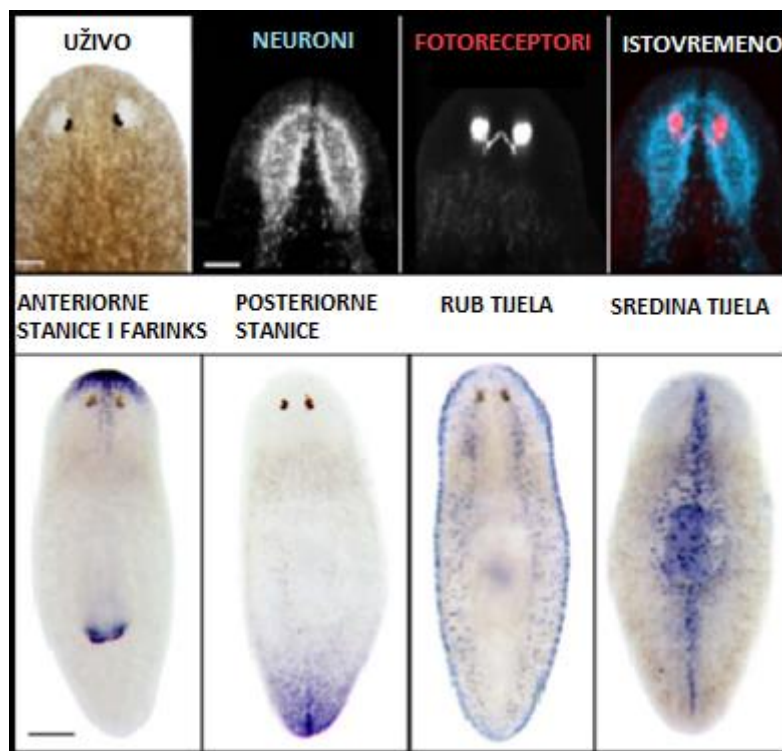 UŽIVO
NEURONI
FOTORECEPTORI
ISTOVREMENO
ANTERIORNE
STANICE I FARINKS
POSTERIORNE
STANICE
RUB TIJELA
SREDINA TIJELA